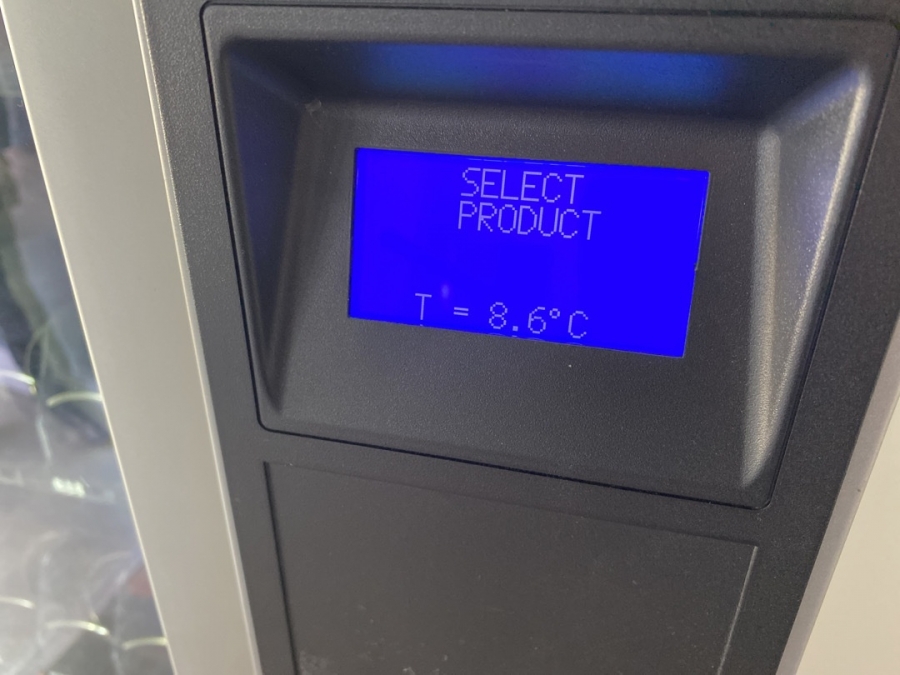 SELECT
PRODUCT
T = 8.6°C